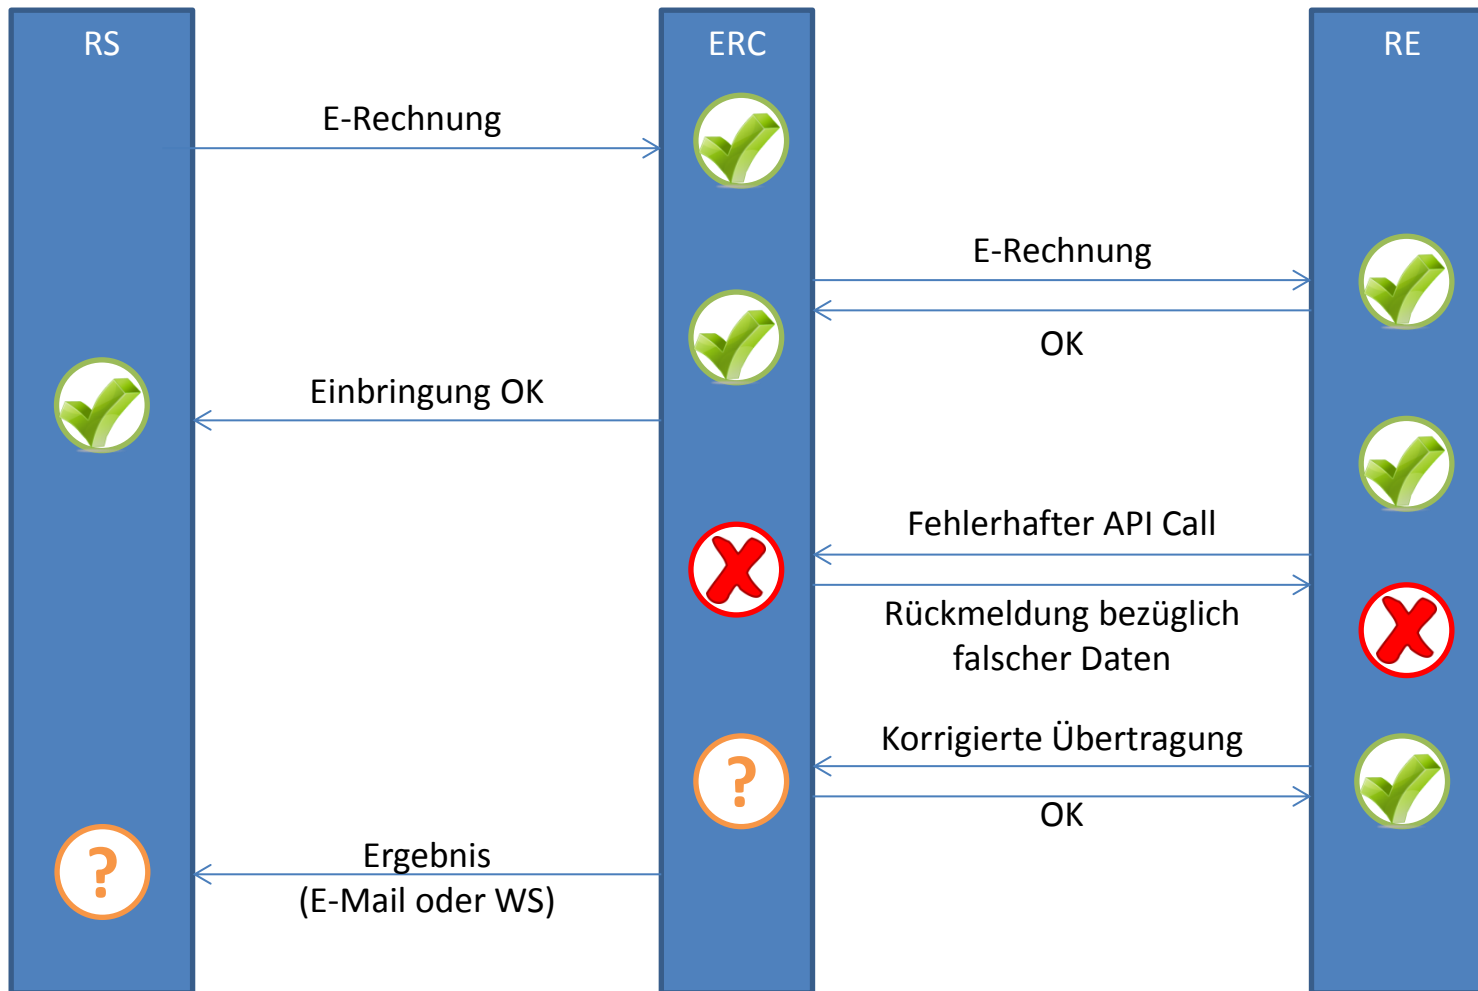 RS
ERC
RE
E-Rechnung
E-Rechnung
OK
Einbringung OK
Fehlerhafter API Call
Rückmeldung bezüglich
falscher Daten
Korrigierte Übertragung
?
OK
Ergebnis
?
(E-Mail oder WS)